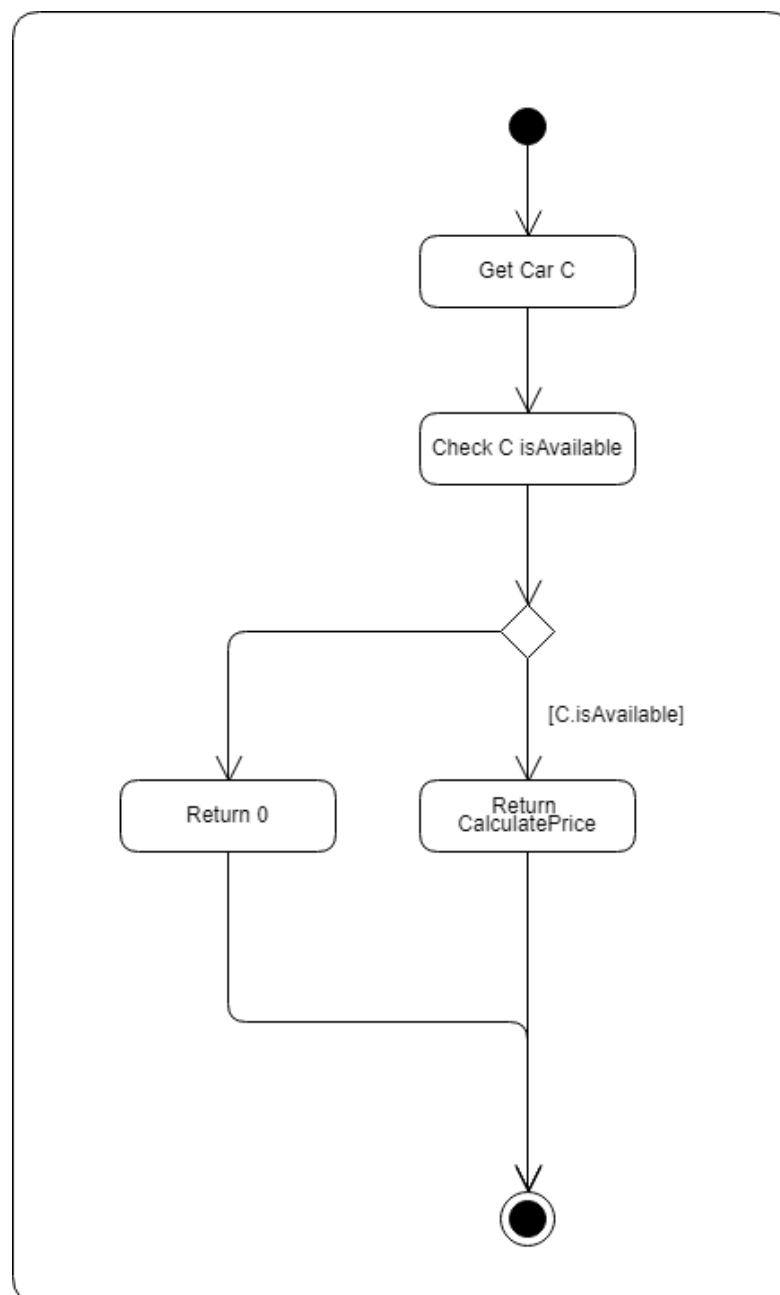 Get Car C
Check C isAvailable
[C.isAvailable]
Return 0
Return
CalculatePrice